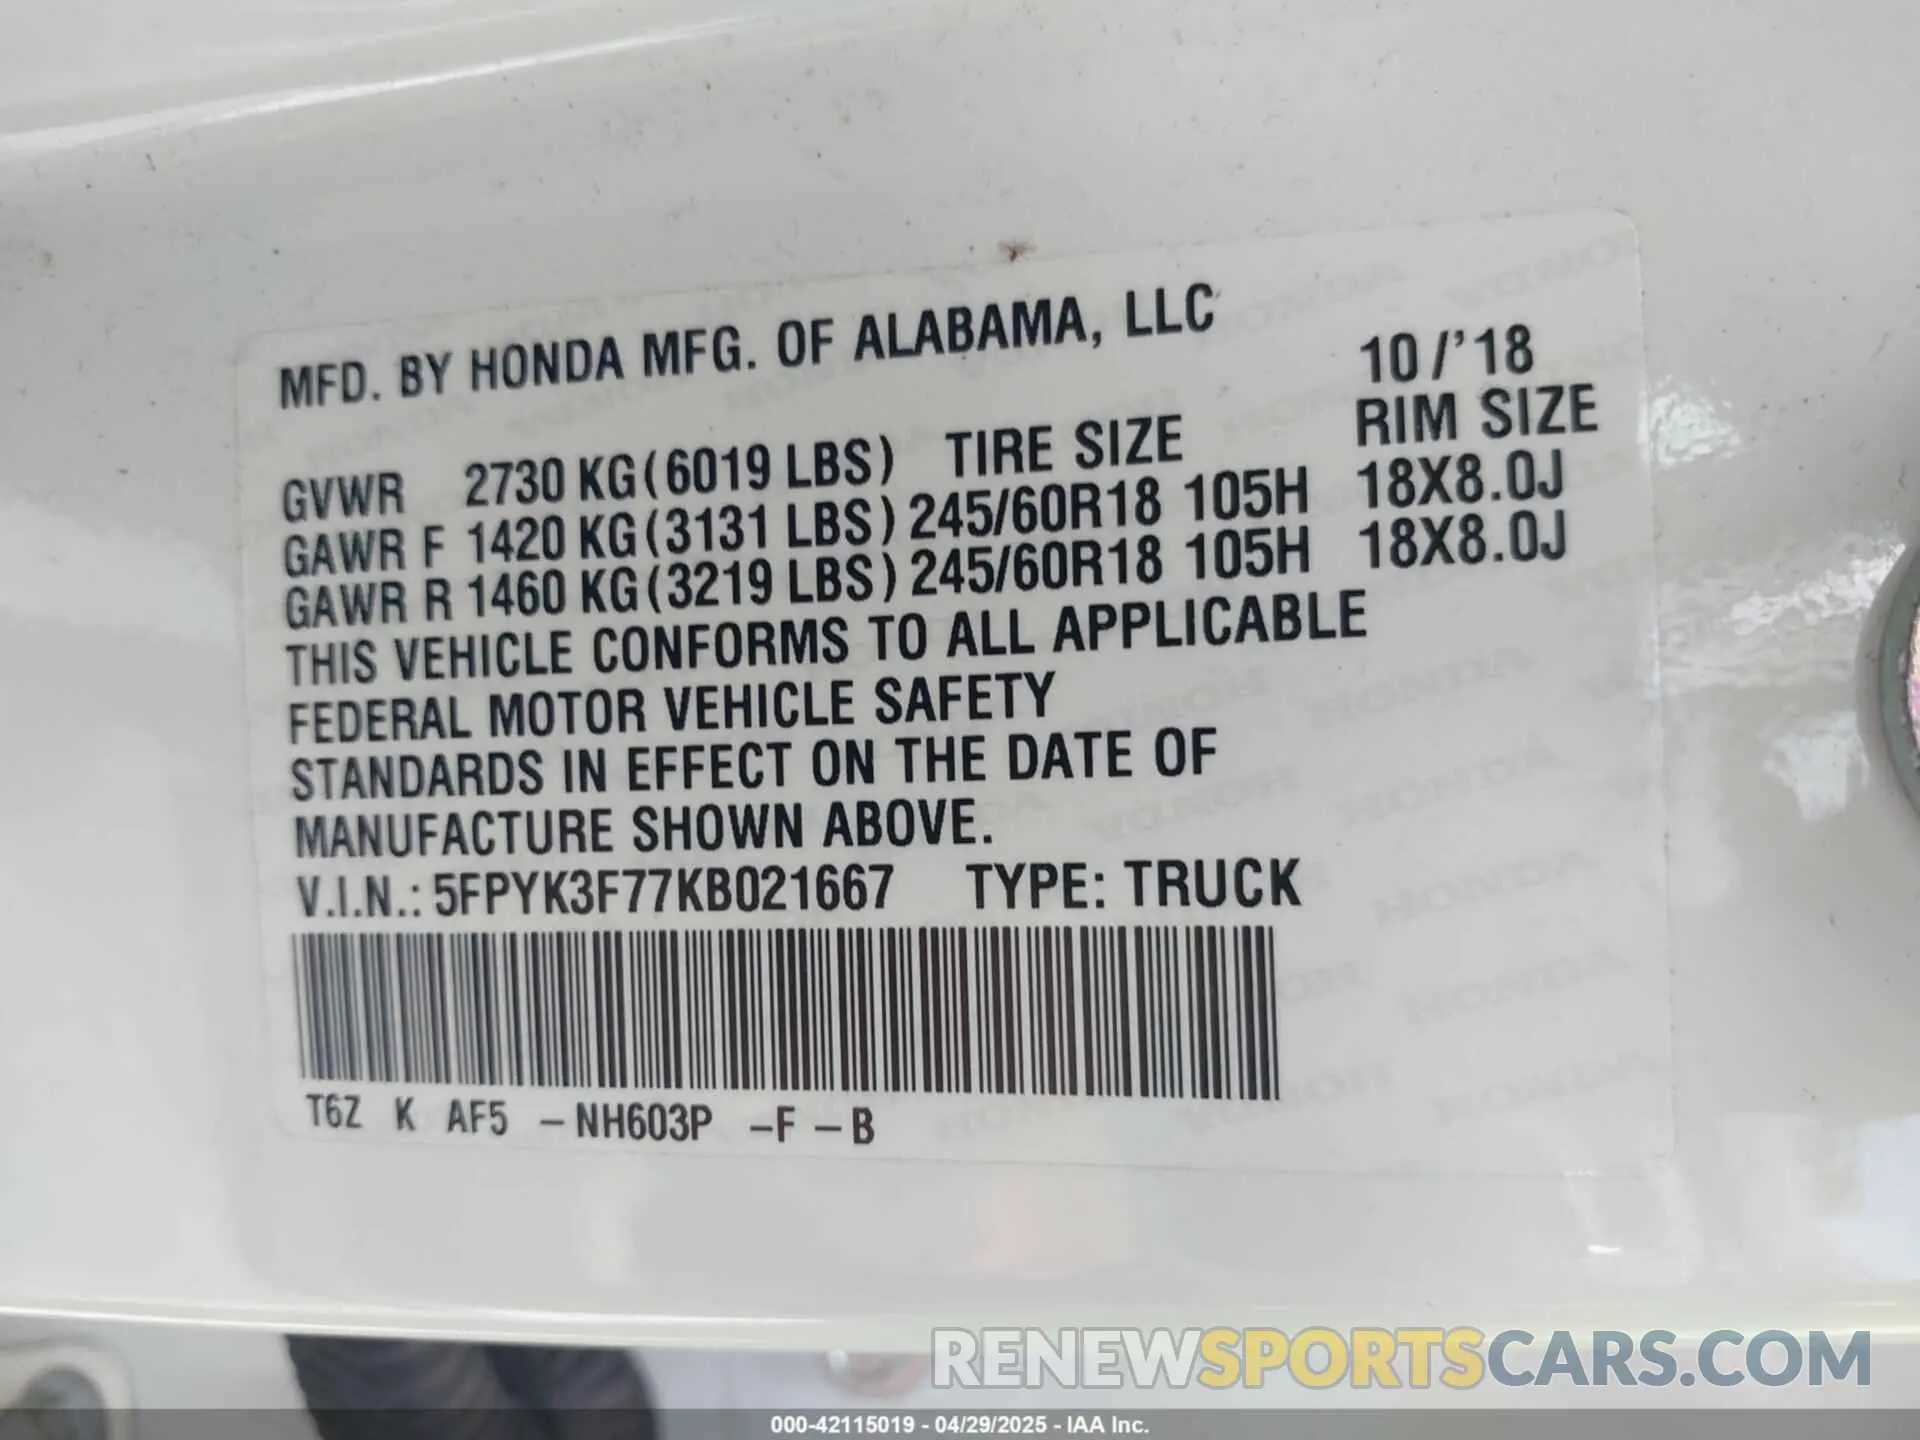 MFD. BY HONDA MFG. OF ALABAMA, LLC 10/'18
GVWR 2730 KG(6019 LBS) TIRE SIZE RIM SIZE
GAWR F 1420 KG(3131 LBS) 245/60R18 105H 18X8.0J
GAWR R 1460 KG(3219 LBS) 245/60R18 105H 18X8.0J
THIS VEHICLE CONFORMS TO ALL APPLICABLE
FEDERAL MOTOR VEHICLE SAFETY
STANDARDS IN EFFECT ON THE DATE OF
MANUFACTURE SHOWN ABOVE.
V.I.N.: 5FPYK3F77KB021667 TYPE: TRUCK
T6Z K AF5 -NH603P -F-B
RENEWSPORTSCARS.COM
000-42115019 - 04/29/2025 - IAA Inc.